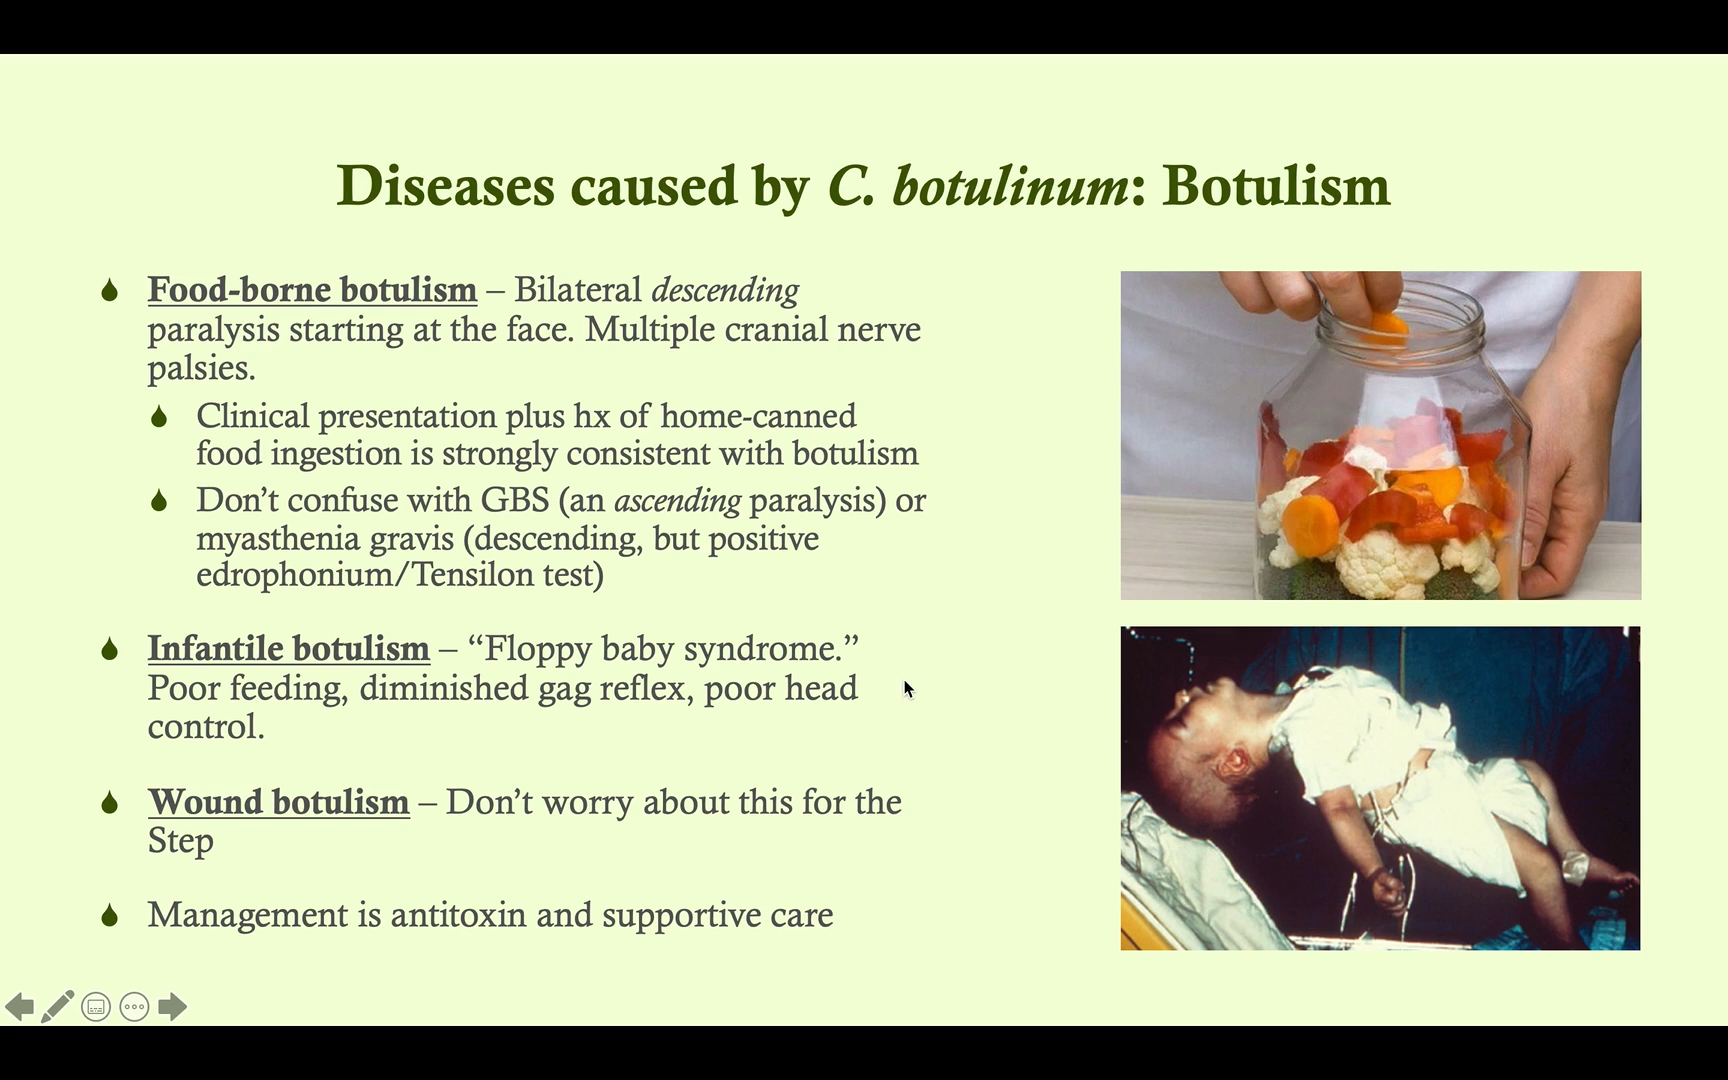 Diseases caused by C. botulinum: Botulism
Food-borne botulism – Bilateral descending
paralysis starting at the face. Multiple cranial nerve
palsies.
Clinical presentation plus hx of home-canned
food ingestion is strongly consistent with botulism
Don’t confuse with GBS (an ascending paralysis) or
myasthenia gravis (descending, but positive
edrophonium/Tensilon test)
Infantile botulism – “Floppy baby syndrome.”
Poor feeding, diminished gag reflex, poor head
control.
Wound botulism – Don’t worry about this for the
Step
Management is antitoxin and supportive care